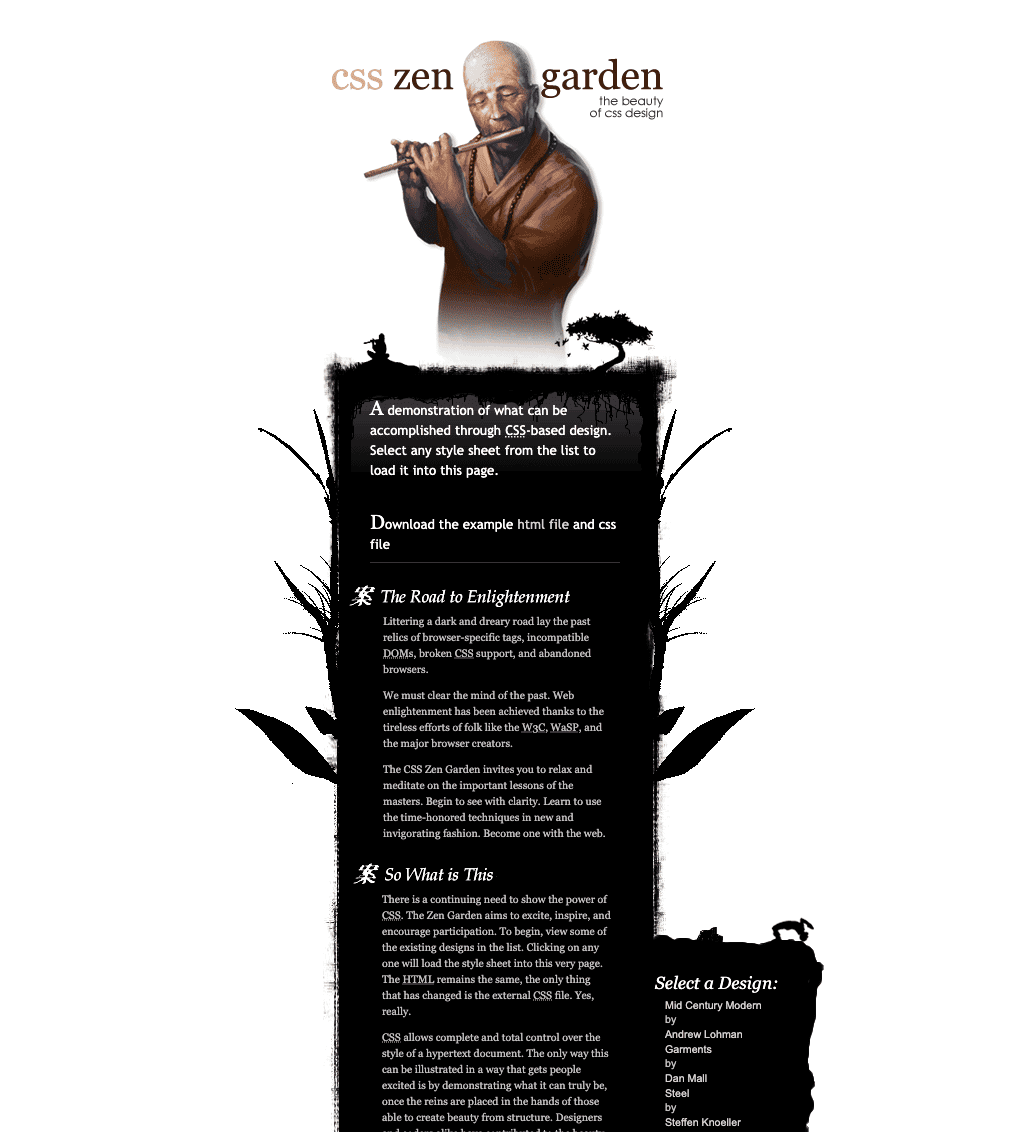 css zen garden
the beauty
of css design
A demonstration of what can be
accomplished through CSS-based design.
Select any style sheet from the list to
load it into this page.
Download the example html file and css
file
案 The Road to Enlightenment
Littering a dark and dreary road lay the past
relics of browser-specific tags, incompatible
DOMs, broken CSS support, and abandoned
browsers.
We must clear the mind of the past. Web
enlightenment has been achieved thanks to the
tireless efforts of folk like the W3C, WaSP, and
the major browser creators.
The CSS Zen Garden invites you to relax and
meditate on the important lessons of the
masters. Begin to see with clarity. Learn to use
the time-honored techniques in new and
invigorating fashion. Become one with the web.
案 So What is This
There is a continuing need to show the power of
CSS. The Zen Garden aims to excite, inspire, and
encourage participation. To begin, view some of
the existing designs in the list. Clicking on any
one will load the style sheet into this very page.
The HTML remains the same, the only thing
that has changed is the external CSS file. Yes,
really.
CSS allows complete and total control over the
style of a hypertext document. The only way this
can be illustrated in a way that gets people
excited is by demonstrating what it can truly be,
once the reins are placed in the hands of those
able to create beauty from structure. Designers
Select a Design:
Mid Century Modern
by
Andrew Lohman
Garments
by
Dan Mall
Steel
by
Steffen Knoeller